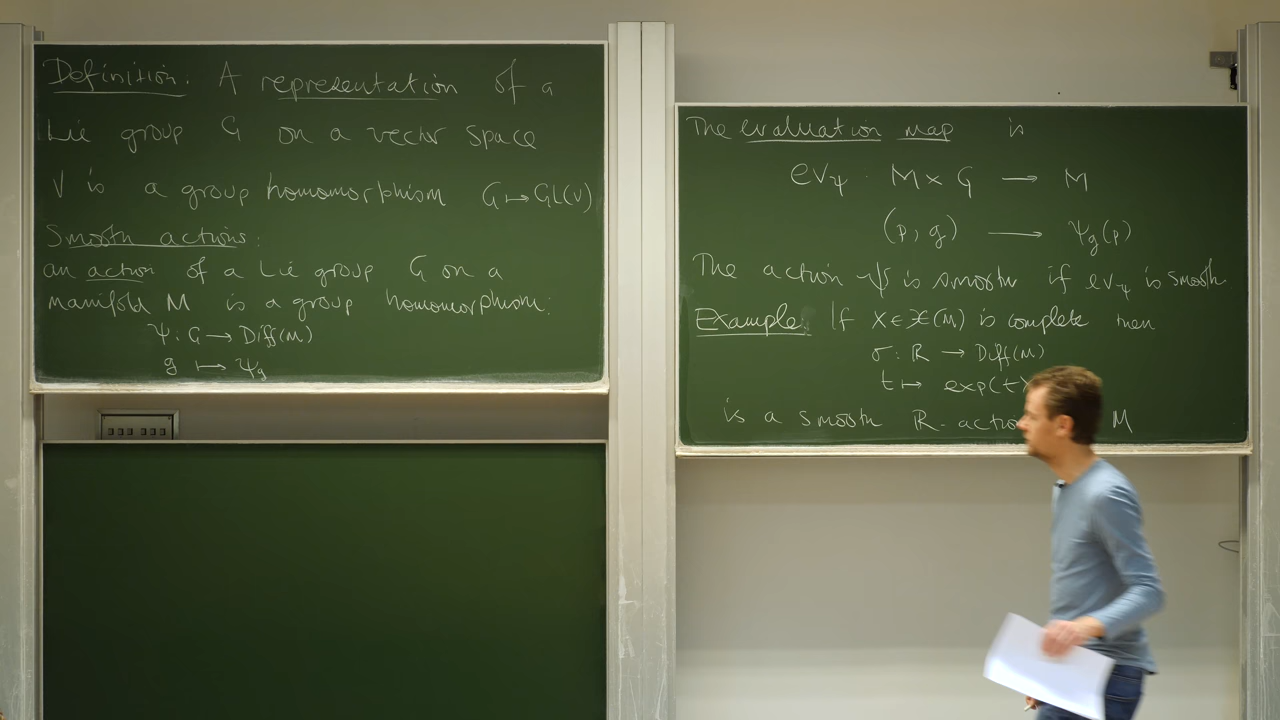 Definition. A representation of a
Lie group G on a vector space
V is a group homomorphism G ↦ GL(V)
Smooth actions:
an action of a Lie group G on a
manifold M is a group homomorphism:
Ψ : G → Diff(M)
g ↦ Ψ_g
The evaluation map is
ev_Ψ : M × G → M
(p, g) → Ψ_g(p)
The action Ψ is smooth if ev_Ψ is smooth
Example: If X ∈ 𝔛(M) is complete then
σ : ℝ → Diff(M)
t ↦ exp(t
is a smooth ℝ-actio M